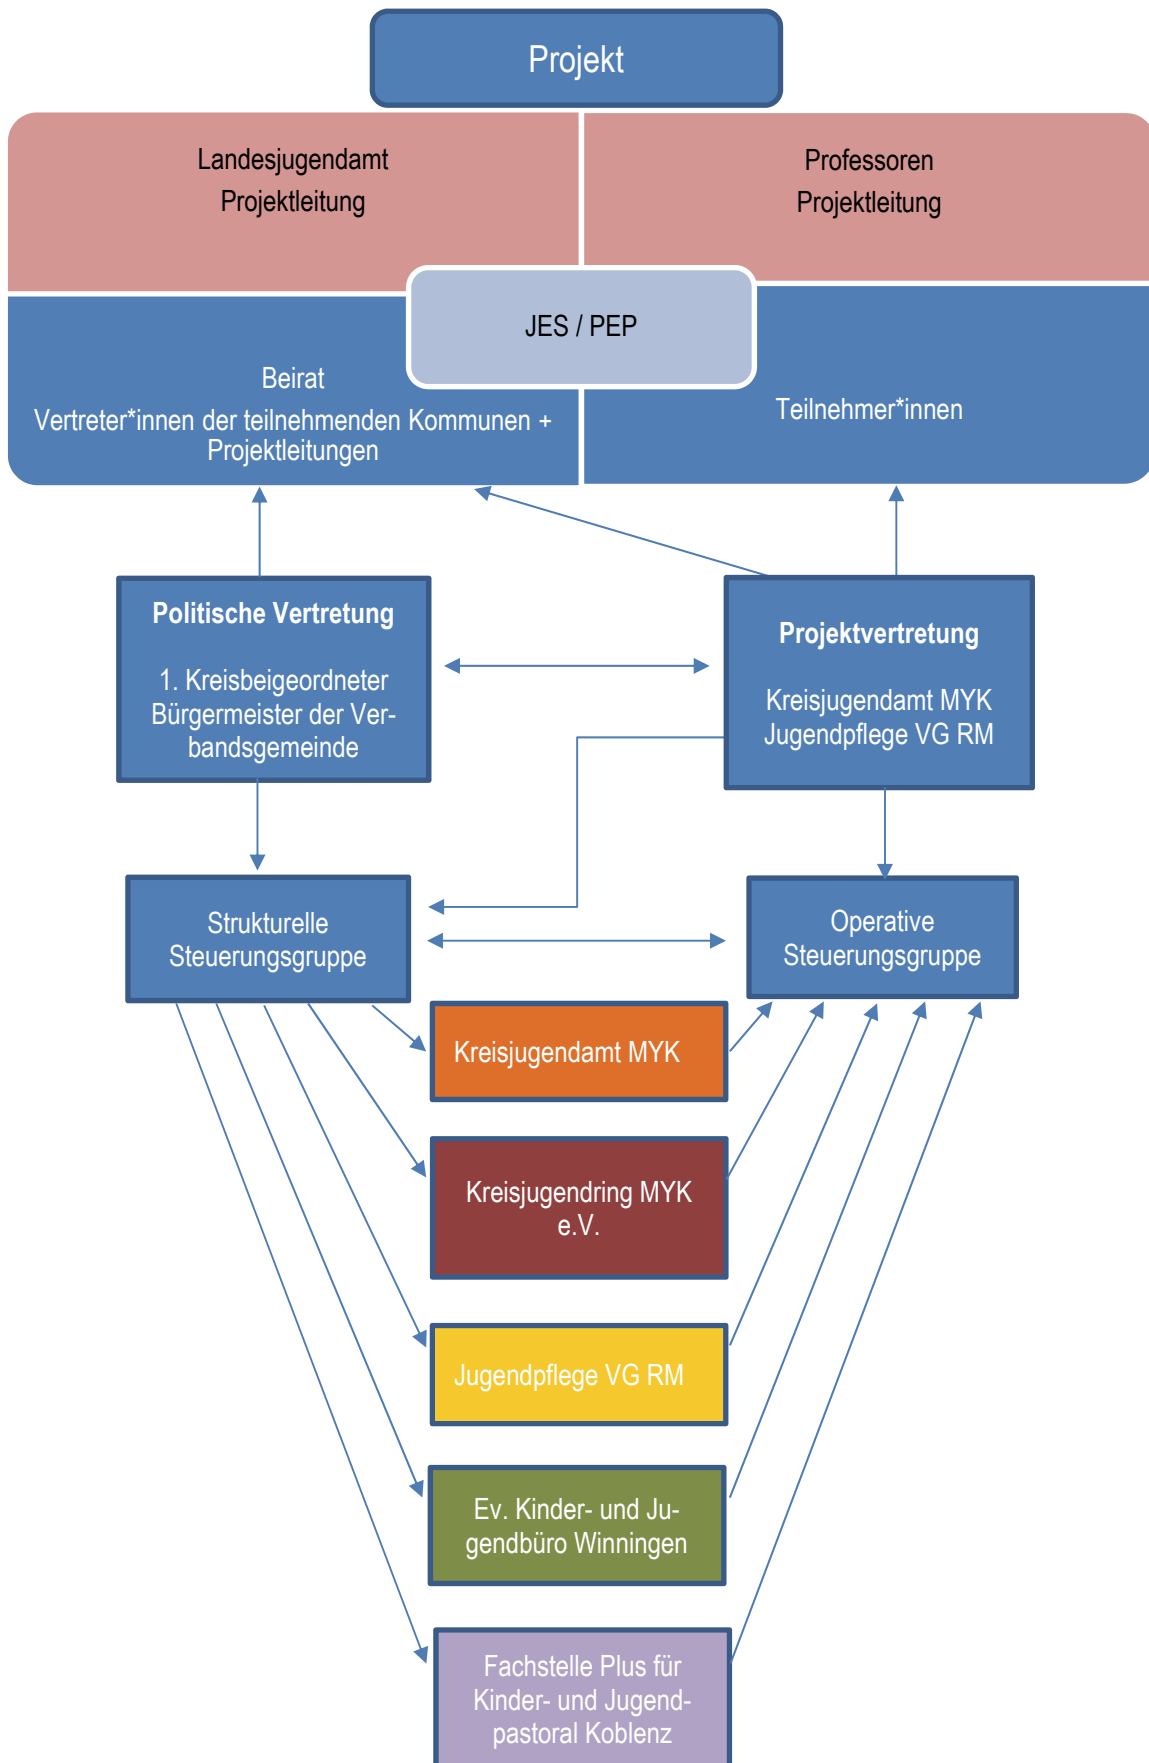 Projekt
Landesjugendamt
Projektleitung
Professoren
Projektleitung
JES / PEP
Beirat
Vertreter*innen der teilnehmenden Kommunen +
Projektleitungen
Teilnehmer*innen
Politische Vertretung
1. Kreisbeigeordneter
Bürgermeister der Ver-
bandsgemeinde
Projektvertretung
Kreisjugendamt MYK
Jugendpflege VG RM
Strukturelle
Steuerungsgruppe
Operative
Steuerungsgruppe
Kreisjugendamt MYK
Kreisjugendring MYK
e.V.
Jugendpflege VG RM
Ev. Kinder- und Ju-
gendbüro Winningen
Fachstelle Plus für
Kinder- und Jugend-
pastoral Koblenz